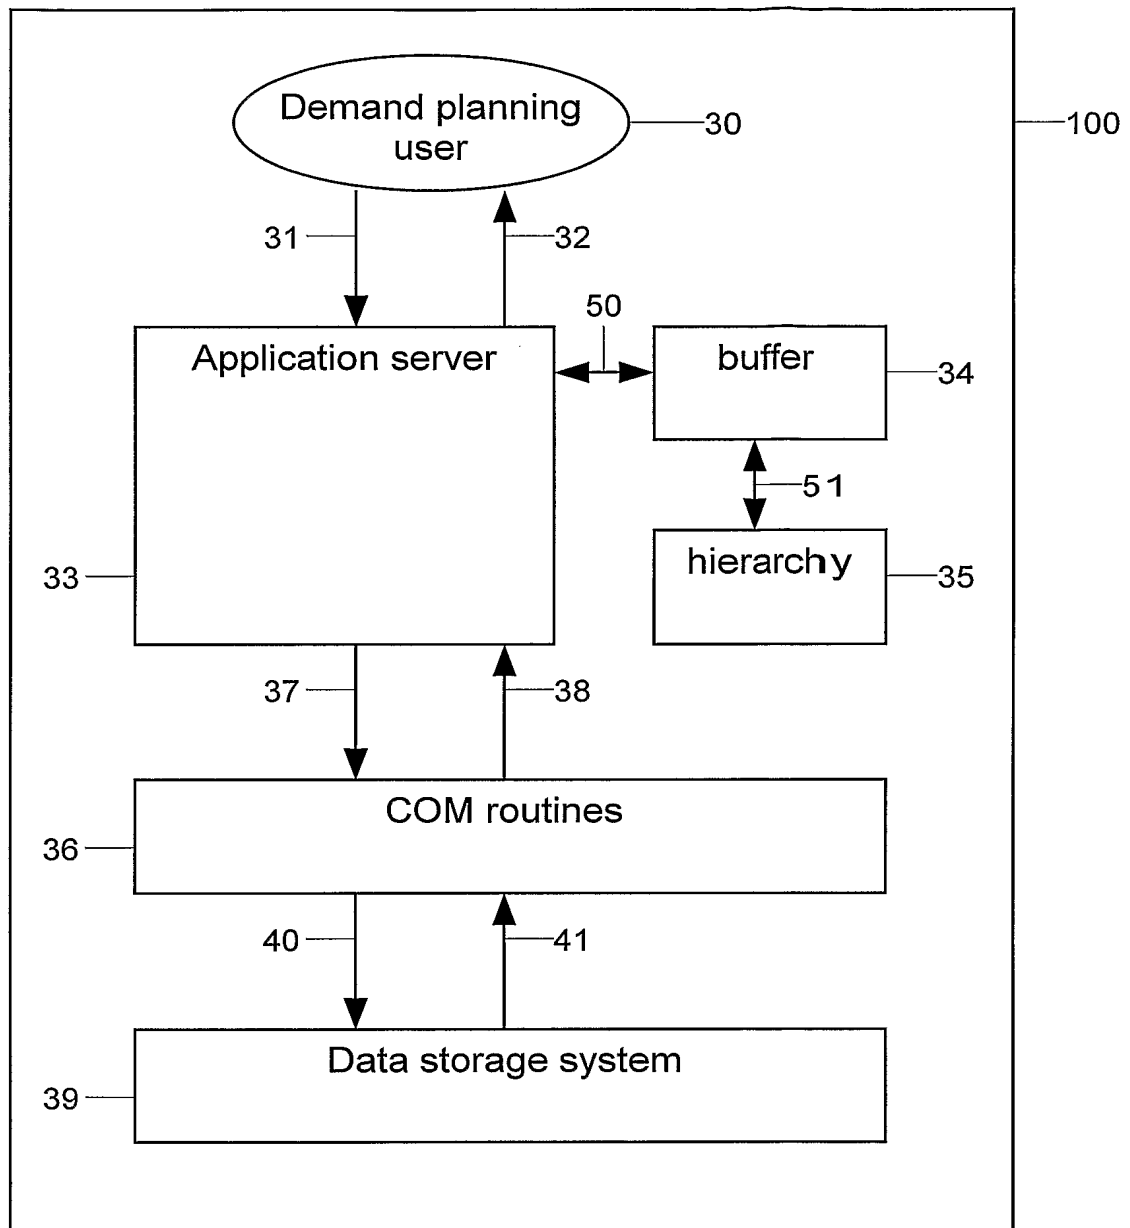 Demand planning
user
30
100
31
32
50
Application server
buffer
34
51
33
hierarchy
35
37
38
COM routines
36
40
41
Data storage system
39